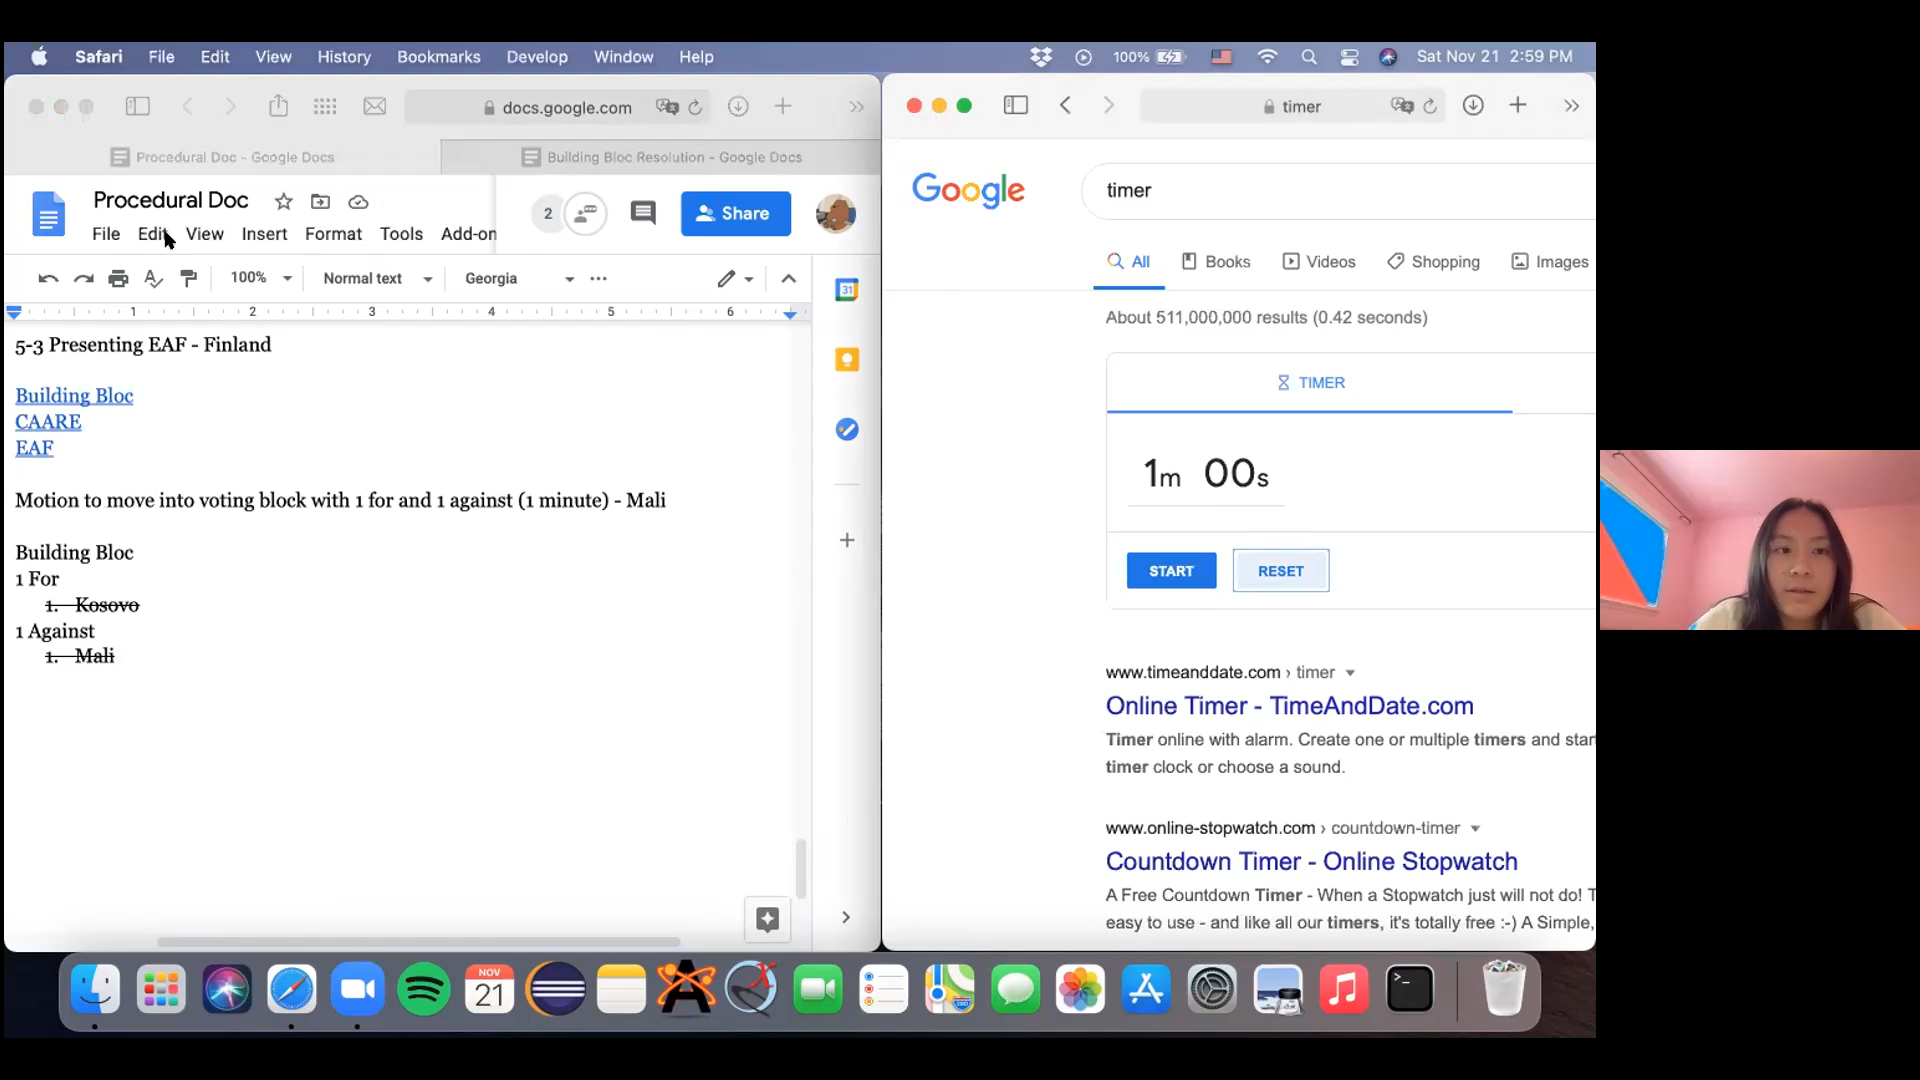 Safari File Edit View History Bookmarks Develop Window Help
100% Sat Nov 21 2:59 PM
docs.google.com
Procedural Doc - Google Docs
Building Bloc Resolution - Google Docs
Procedural Doc
File Edit View Insert Format Tools Add-on
2
Share
100% Normal text Georgia
1 2 3 4 5 6
31
5-3 Presenting EAF - Finland
Building Bloc
CAARE
EAF
Motion to move into voting block with 1 for and 1 against (1 minute) - Mali
Building Bloc
1 For
1. Kosovo
1 Against
1. Mali
timer
Google
timer
All Books Videos Shopping Images
About 511,000,000 results (0.42 seconds)
TIMER
1m 00s
START RESET
www.timeanddate.com › timer
Online Timer - TimeAndDate.com
Timer online with alarm. Create one or multiple timers and star
timer clock or choose a sound.
www.online-stopwatch.com › countdown-timer
Countdown Timer - Online Stopwatch
A Free Countdown Timer - When a Stopwatch just will not do! T
easy to use - and like all our timers, it's totally free :-) A Simple,
NOV
21